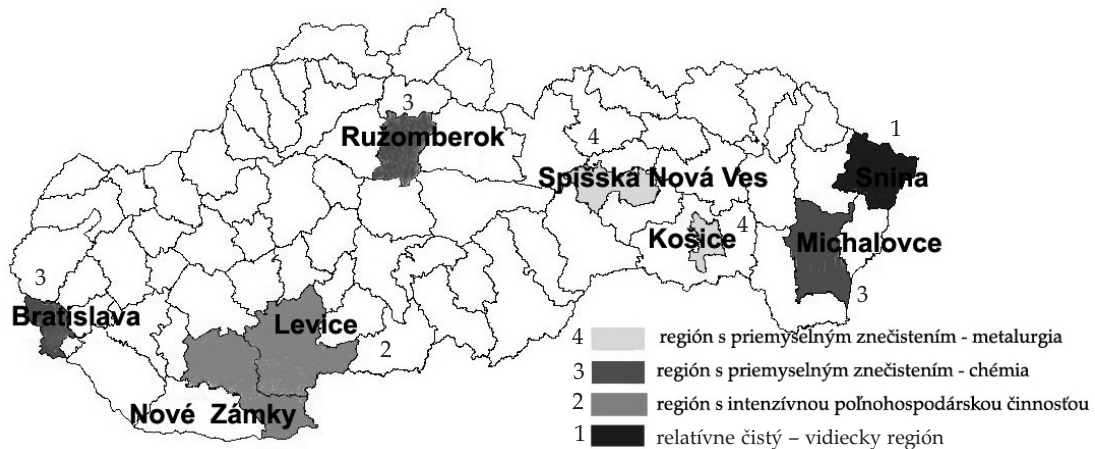 3
Ružomberok
4
1
Spišská Nová Ves
Snina
Košice
4
Michalovce
3
3
Bratislava
Levice
2
Nové Zámky
4 región s priemyselným znečistením - metalurgia
3 región s priemyselným znečistením - chémia
2 región s intenzívnou poľnohospodárskou činnosťou
1 relatívne čistý – vidiecky región